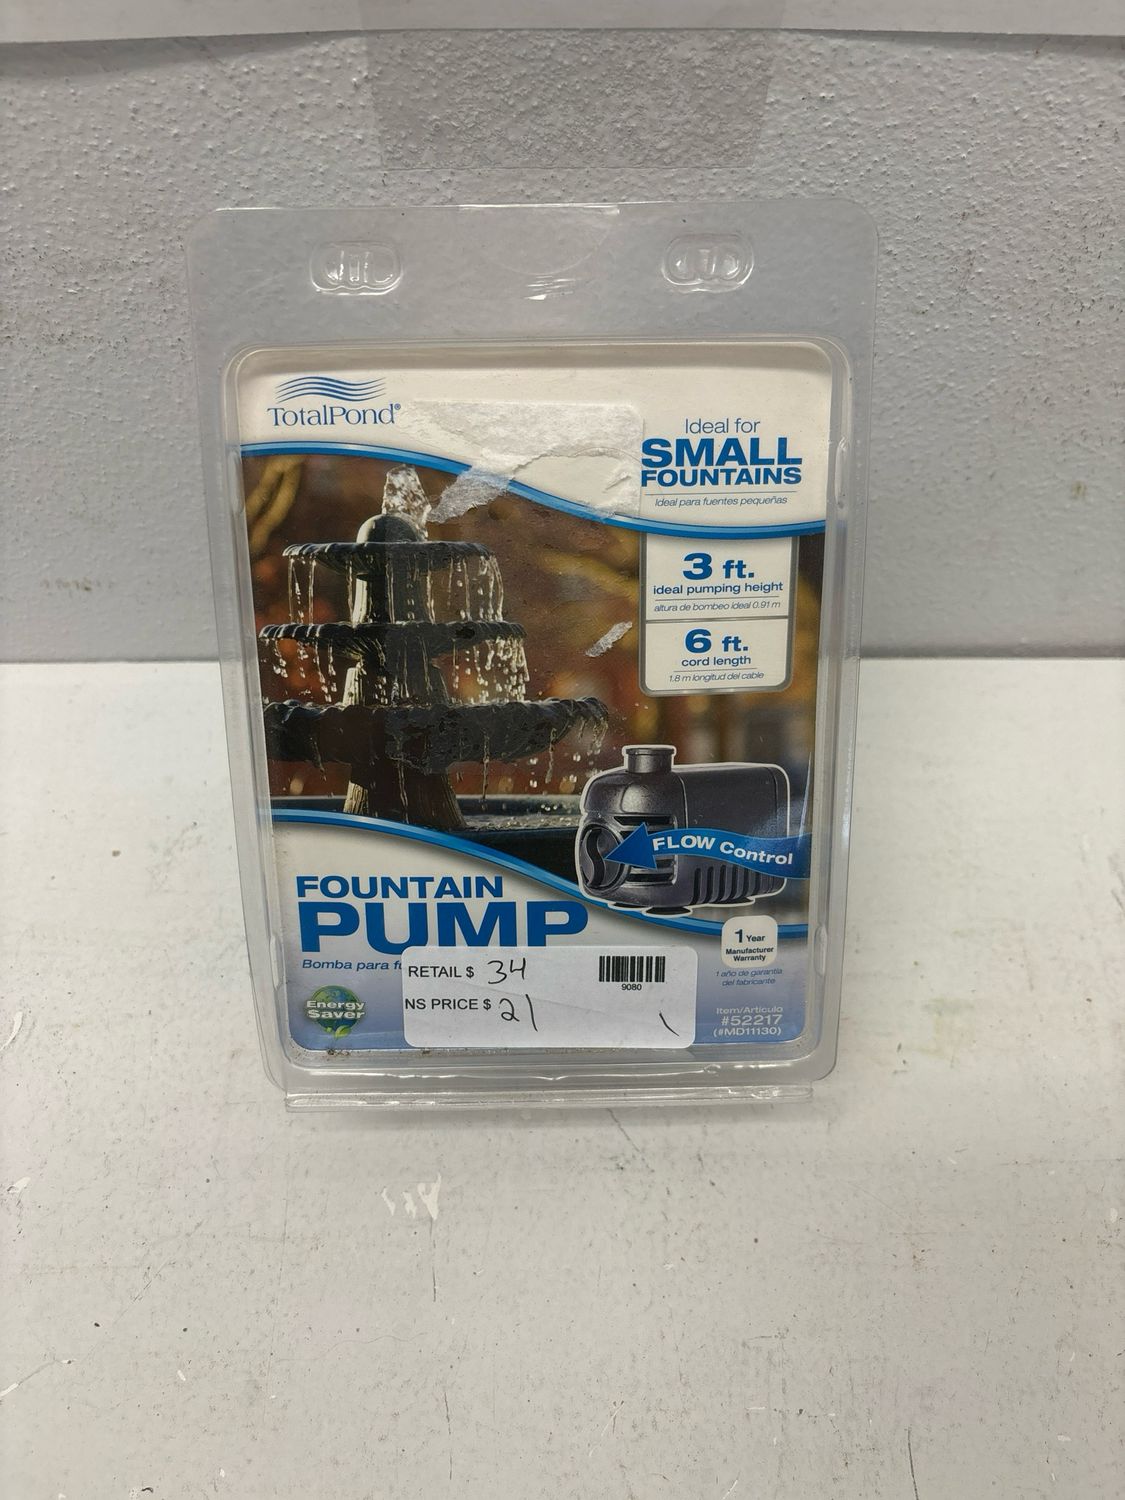 TotalPond®
Ideal for
SMALL
FOUNTAINS
Ideal para fuentes pequeñas
3 ft.
ideal pumping height
altura de bombeo ideal 0.91 m
6 ft.
cord length
1.8 m longitud del cable
FLOW Control
FOUNTAIN
PUMP
Bomba para
1 Year
Manufacturer
Warranty
1 año de garantía
del fabricante
Energy
Saver
RETAIL $ 34
9080
NS PRICE $ 21
Item/Artículo
#52217
(#MD11130)